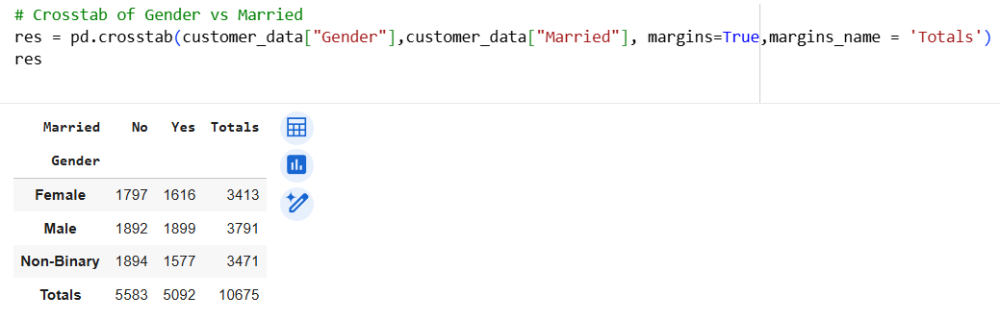 # Crosstab of Gender vs Married
res = pd.crosstab(customer_data["Gender"],customer_data["Married"], margins=True,margins_name = 'Totals')
res
Married No Yes Totals
Gender
Female 1797 1616 3413
Male 1892 1899 3791
Non-Binary 1894 1577 3471
Totals 5583 5092 10675